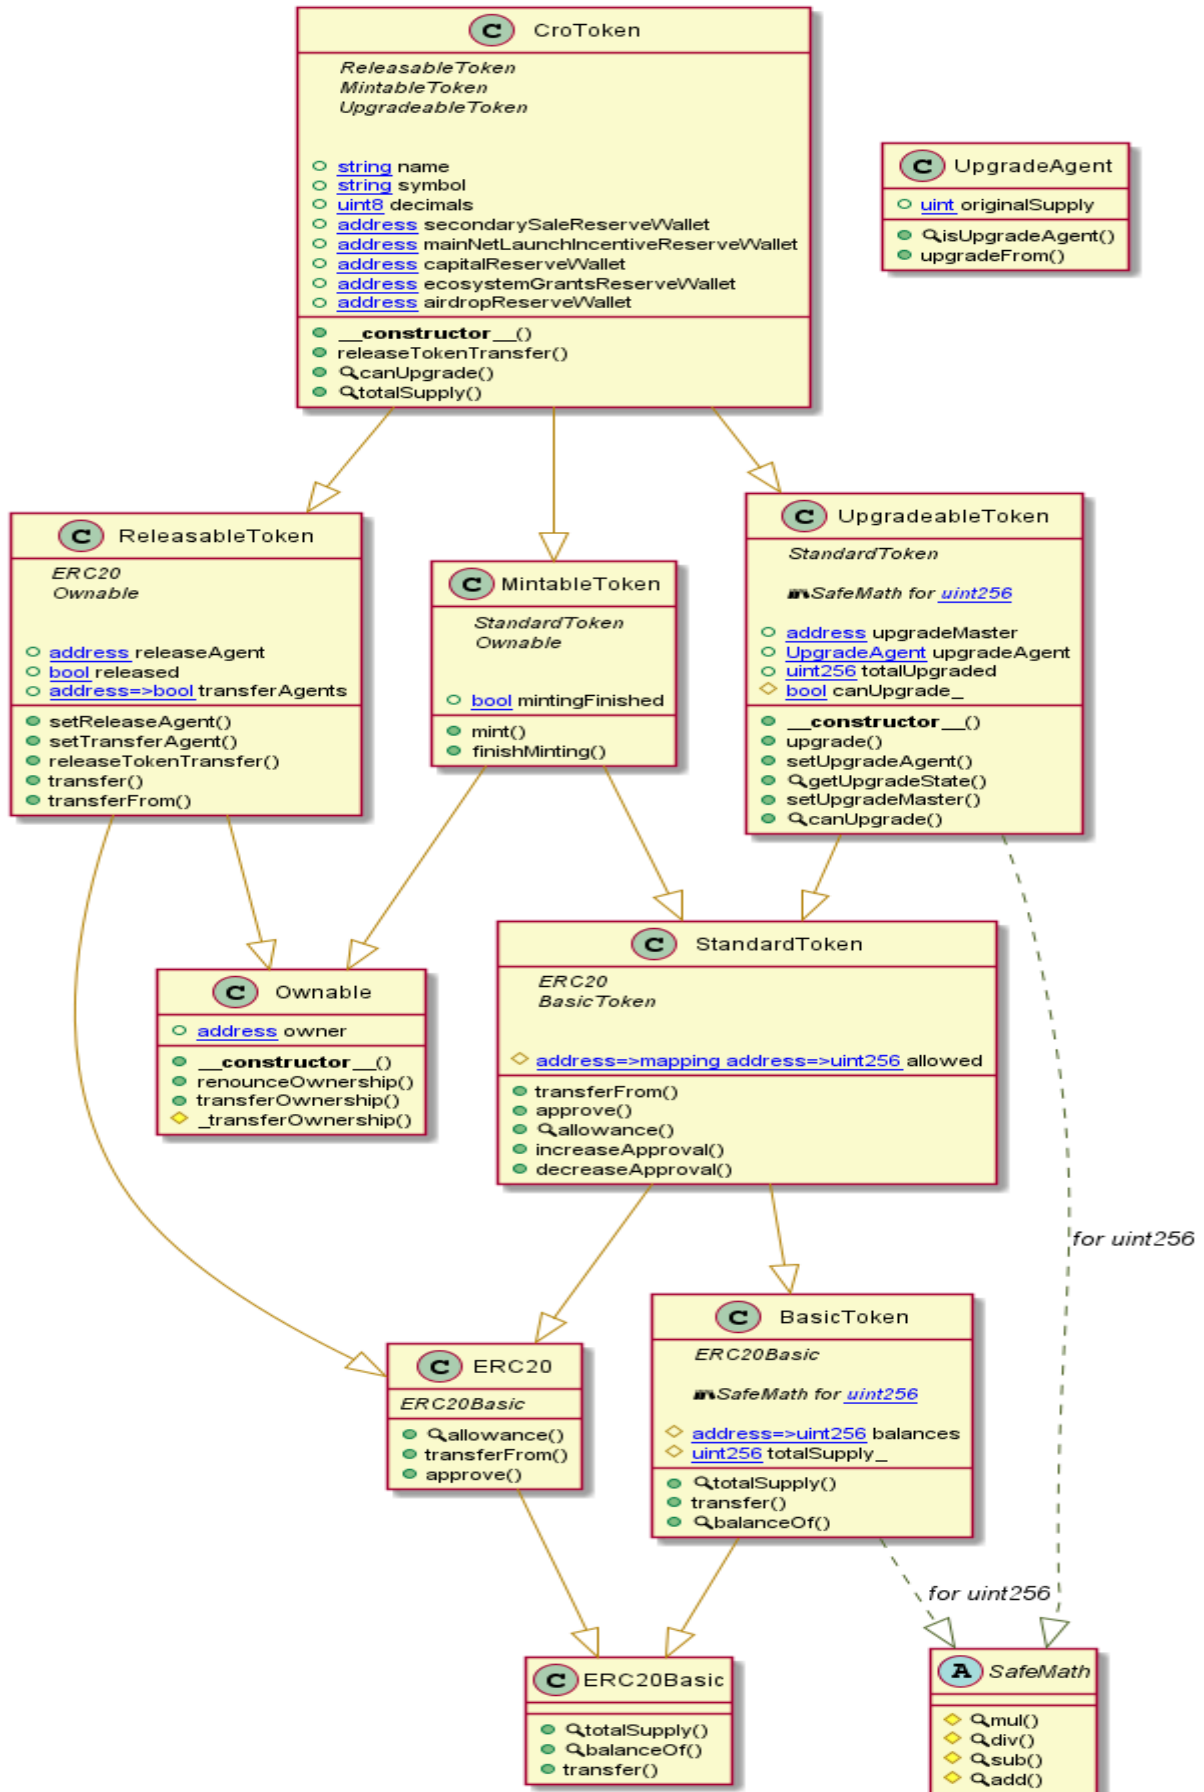 C CroToken
ReleasableToken
MintableToken
UpgradeableToken
string name
string symbol
uint8 decimals
address secondarySaleReserveWallet
address mainNetLaunchIncentiveReserveWallet
address capitalReserveWallet
address ecosystemGrantsReserveWallet
address airdropReserveWallet
__constructor__()
releaseTokenTransfer()
canUpgrade()
totalSupply()
C UpgradeAgent
uint originalSupply
isUpgradeAgent()
upgradeFrom()
C ReleasableToken
ERC20
Ownable
address releaseAgent
bool released
address=>bool transferAgents
setReleaseAgent()
setTransferAgent()
releaseTokenTransfer()
transfer()
transferFrom()
C MintableToken
StandardToken
Ownable
bool mintingFinished
mint()
finishMinting()
C UpgradeableToken
StandardToken
SafeMath for uint256
address upgradeMaster
UpgradeAgent upgradeAgent
uint256 totalUpgraded
bool canUpgrade_
__constructor__()
upgrade()
setUpgradeAgent()
getUpgradeState()
setUpgradeMaster()
canUpgrade()
C Ownable
address owner
__constructor__()
renounceOwnership()
transferOwnership()
_transferOwnership()
C StandardToken
ERC20
BasicToken
address=>mapping address=>uint256 allowed
transferFrom()
approve()
allowance()
increaseApproval()
decreaseApproval()
for uint256
C ERC20
ERC20Basic
allowance()
transferFrom()
approve()
C BasicToken
ERC20Basic
SafeMath for uint256
address=>uint256 balances
uint256 totalSupply_
totalSupply()
transfer()
balanceOf()
for uint256
C ERC20Basic
totalSupply()
balanceOf()
transfer()
A SafeMath
mul()
div()
sub()
add()